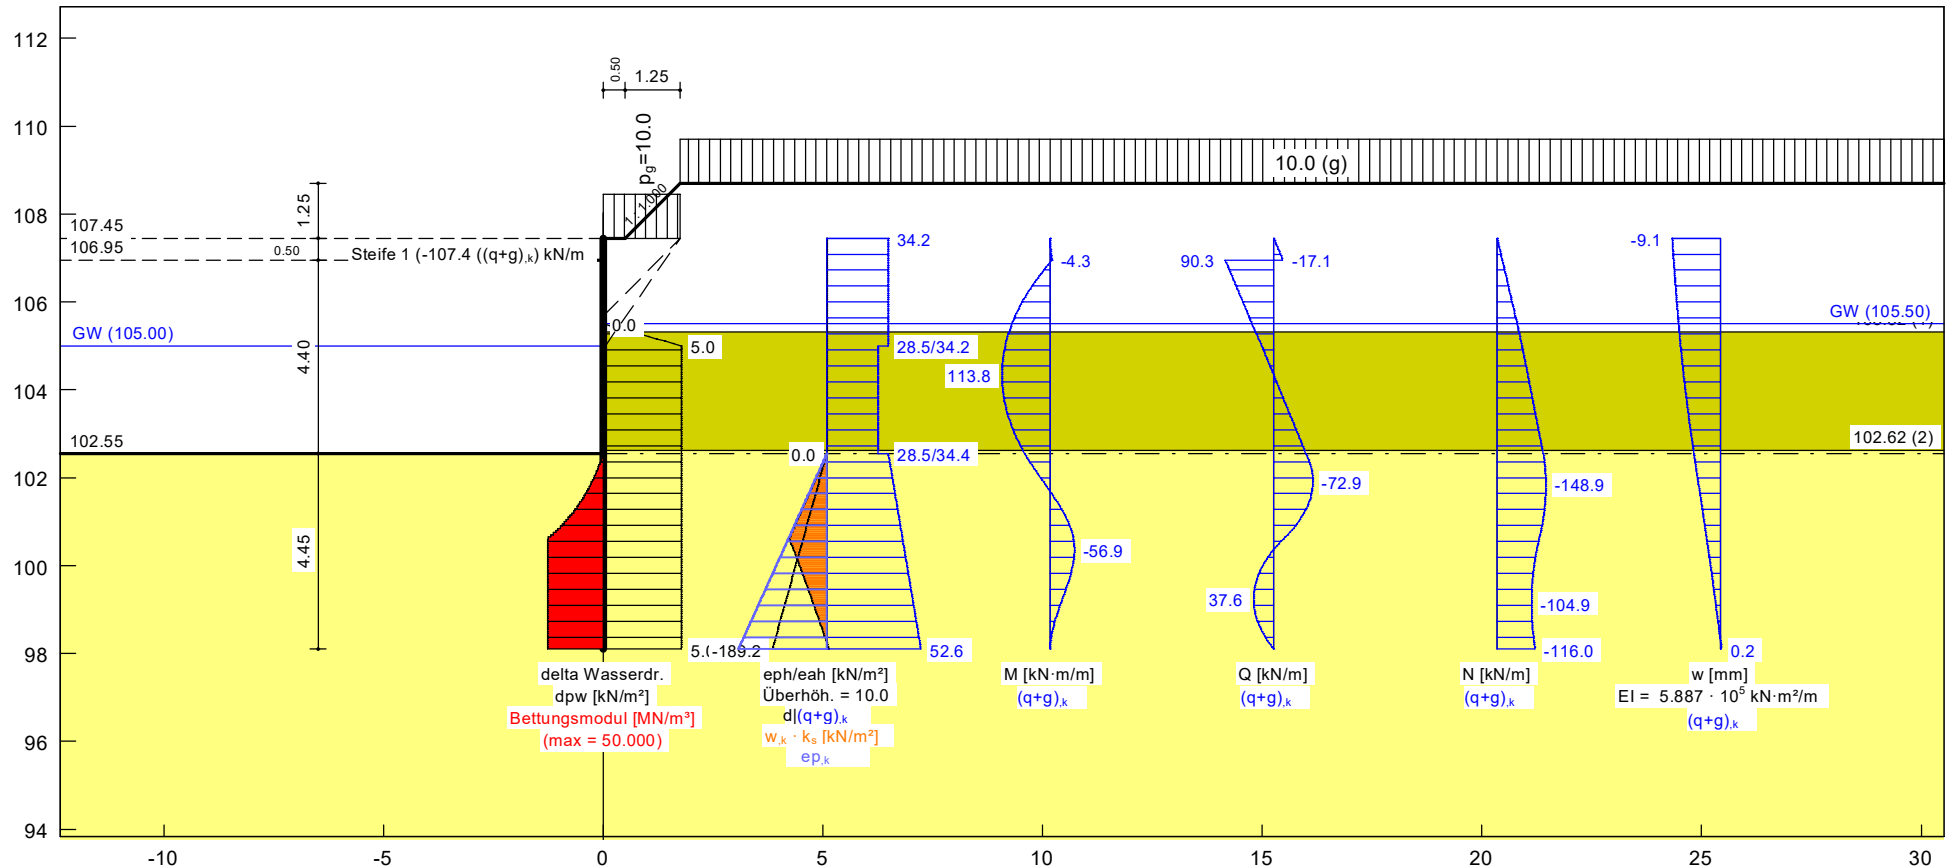 112
110
108
106
104
102
100
98
96
94
0.50
1.25
p_g=10.0
1 : 1.000
10.0 (g)
1.25
107.45
106.95
0.50
Steife 1 (-107.4 ((q+g),k) kN/m
GW (105.00)
4.40
102.55
4.45
GW (105.50)
102.62 (2)
0.0
5.0
34.2
28.5/34.2
0.0
28.5/34.4
-189.2
52.6
-4.3
113.8
-56.9
90.3
-17.1
-72.9
37.6
-148.9
-104.9
-116.0
-9.1
0.2
delta Wasserdr.
dpw [kN/m²]
Bettungsmodul [MN/m³]
(max = 50.000)
eph/eah [kN/m²]
Überhöh. = 10.0
d|(q+g),k
w,k · ks [kN/m²]
ep,k
M [kN·m/m]
(q+g),k
Q [kN/m]
(q+g),k
N [kN/m]
(q+g),k
w [mm]
EI = 5.887 · 10⁵ kN·m²/m
(q+g),k
-10
-5
0
5
10
15
20
25
30